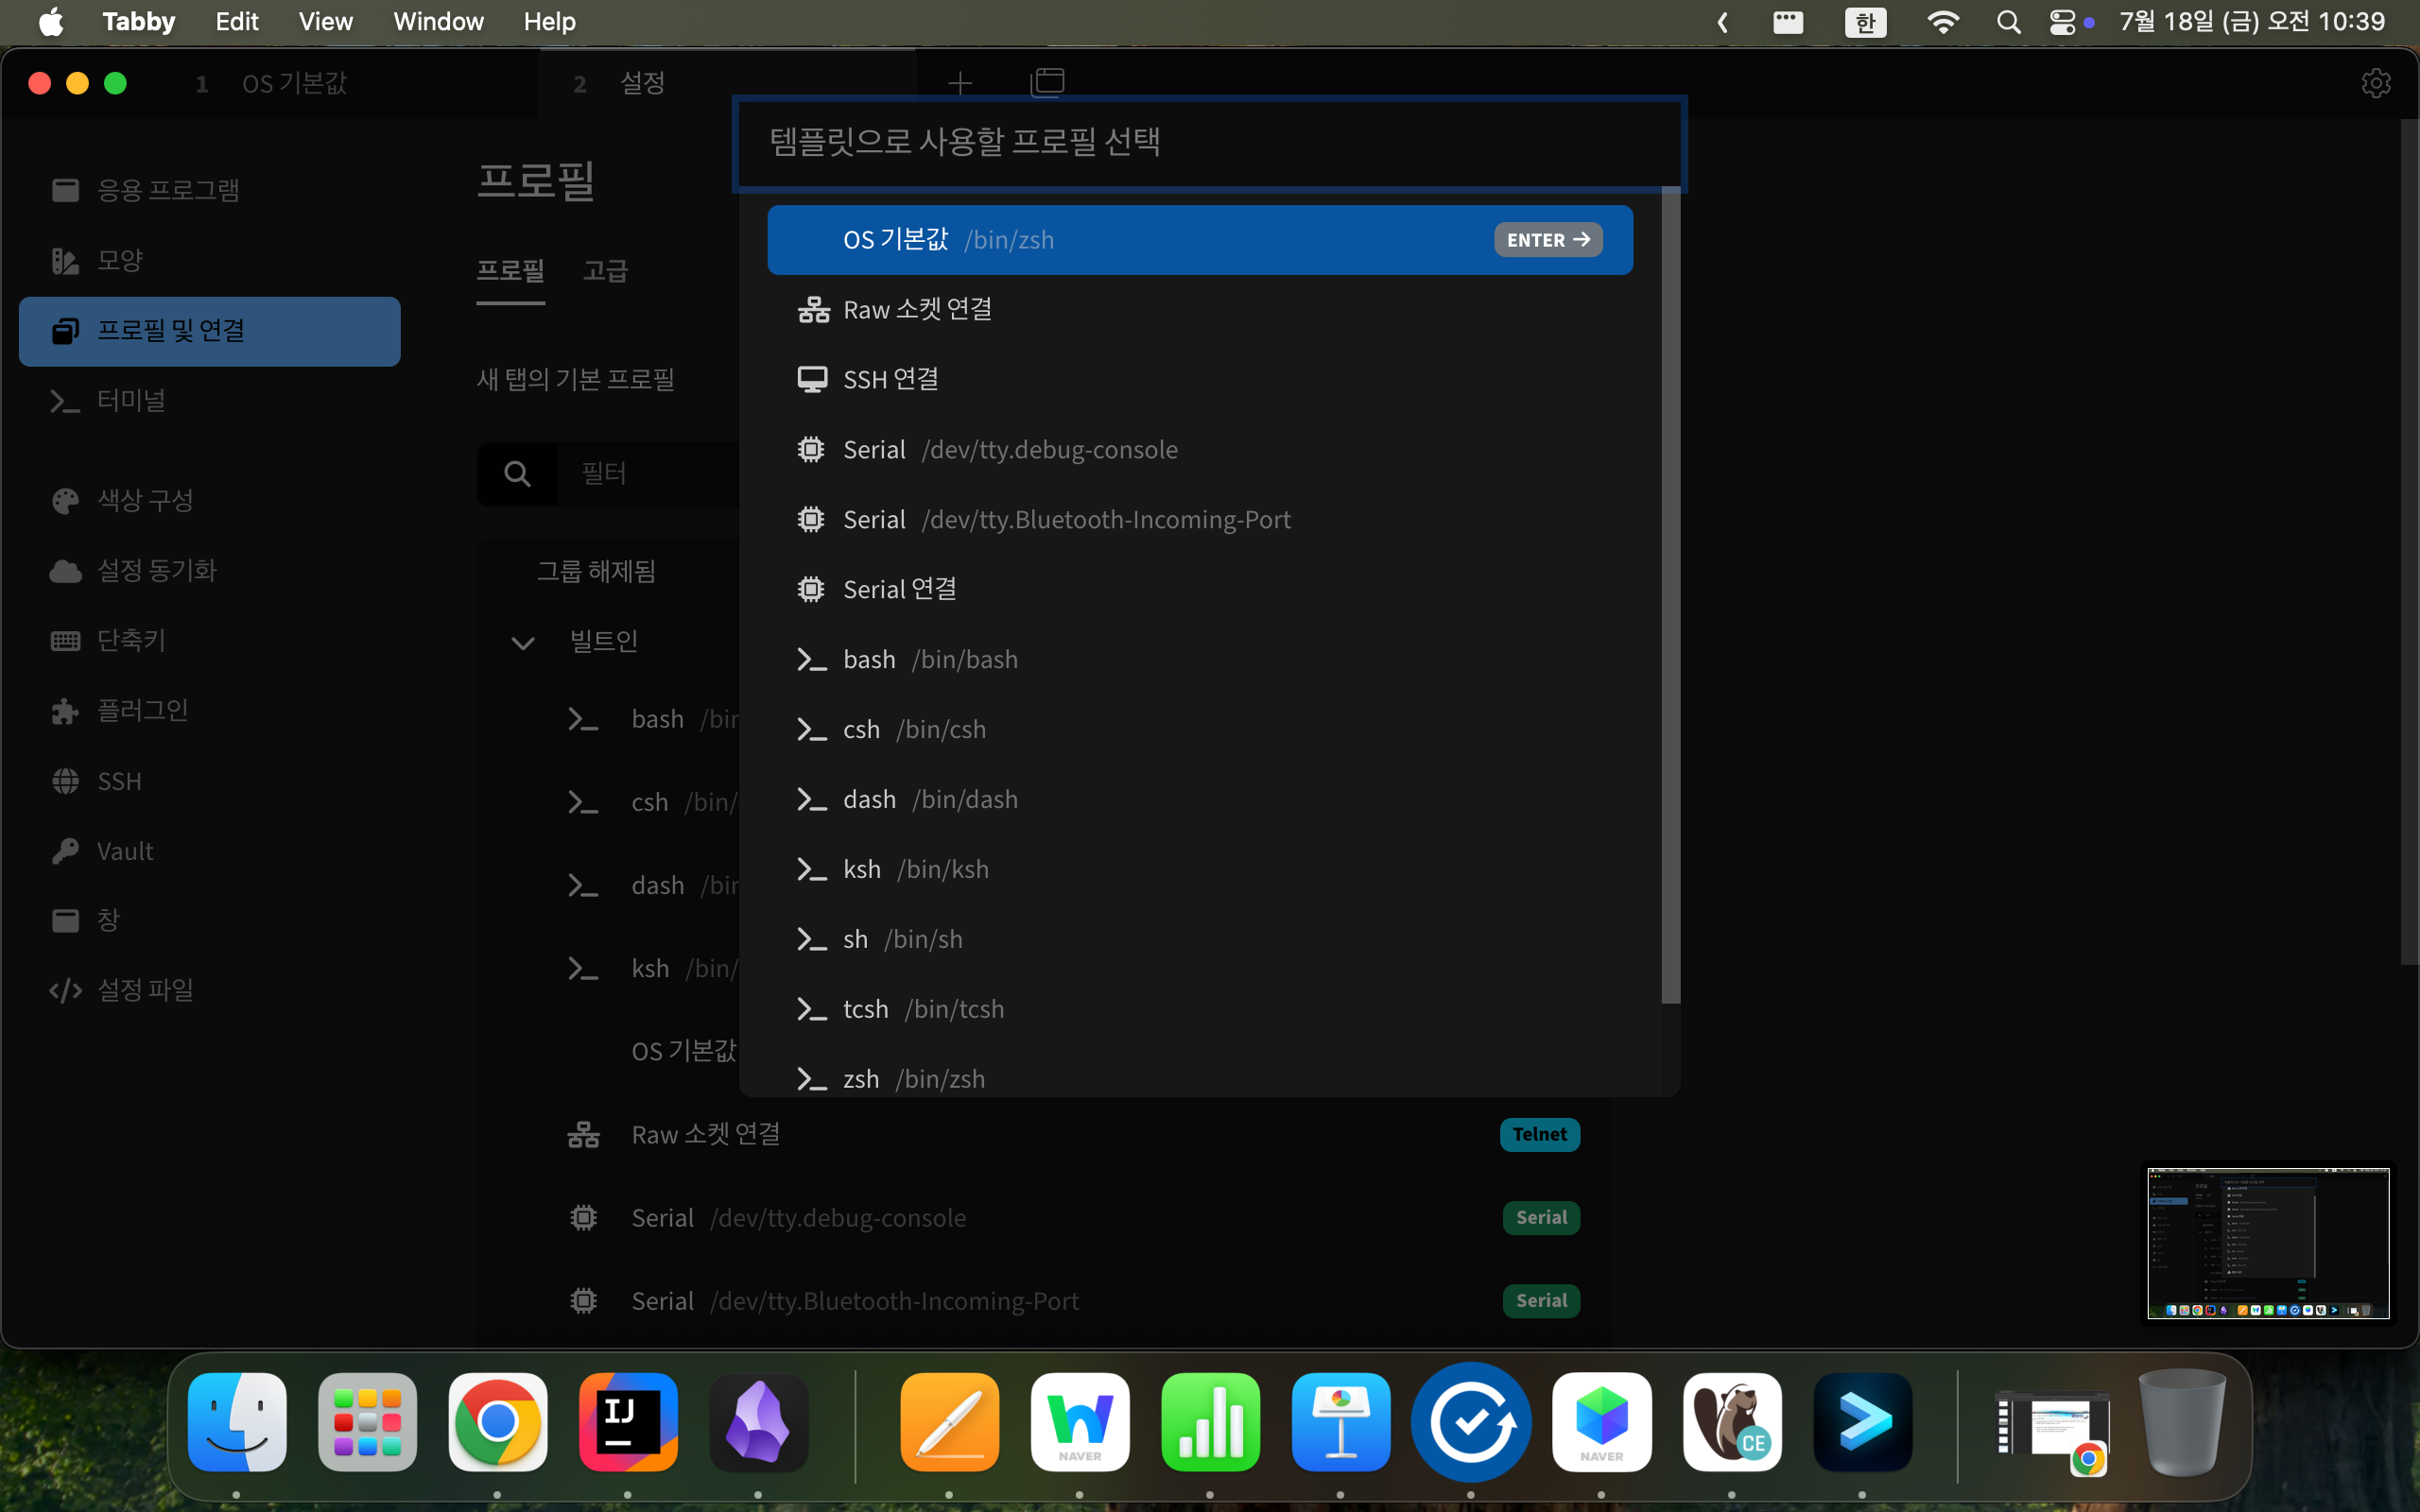 Tabby Edit View Window Help
한 7월 18일 (금) 오전 10:39
1 OS 기본값
2 설정
템플릿으로 사용할 프로필 선택
OS 기본값 /bin/zsh ENTER
Raw 소켓 연결
SSH 연결
Serial /dev/tty.debug-console
Serial /dev/tty.Bluetooth-Incoming-Port
Serial 연결
bash /bin/bash
csh /bin/csh
dash /bin/dash
ksh /bin/ksh
sh /bin/sh
tcsh /bin/tcsh
zsh /bin/zsh
응용 프로그램
모양
프로필 및 연결
터미널
색상 구성
설정 동기화
단축키
플러그인
SSH
Vault
창
설정 파일
프로필
프로필 고급
새 탭의 기본 프로필
필터
그룹 해제됨
빌트인
bash /bin
csh /bin/
dash /bin
ksh /bin/
OS 기본값
Raw 소켓 연결 Telnet
Serial /dev/tty.debug-console Serial
Serial /dev/tty.Bluetooth-Incoming-Port Serial
IJ
NAVER
NAVER
CE